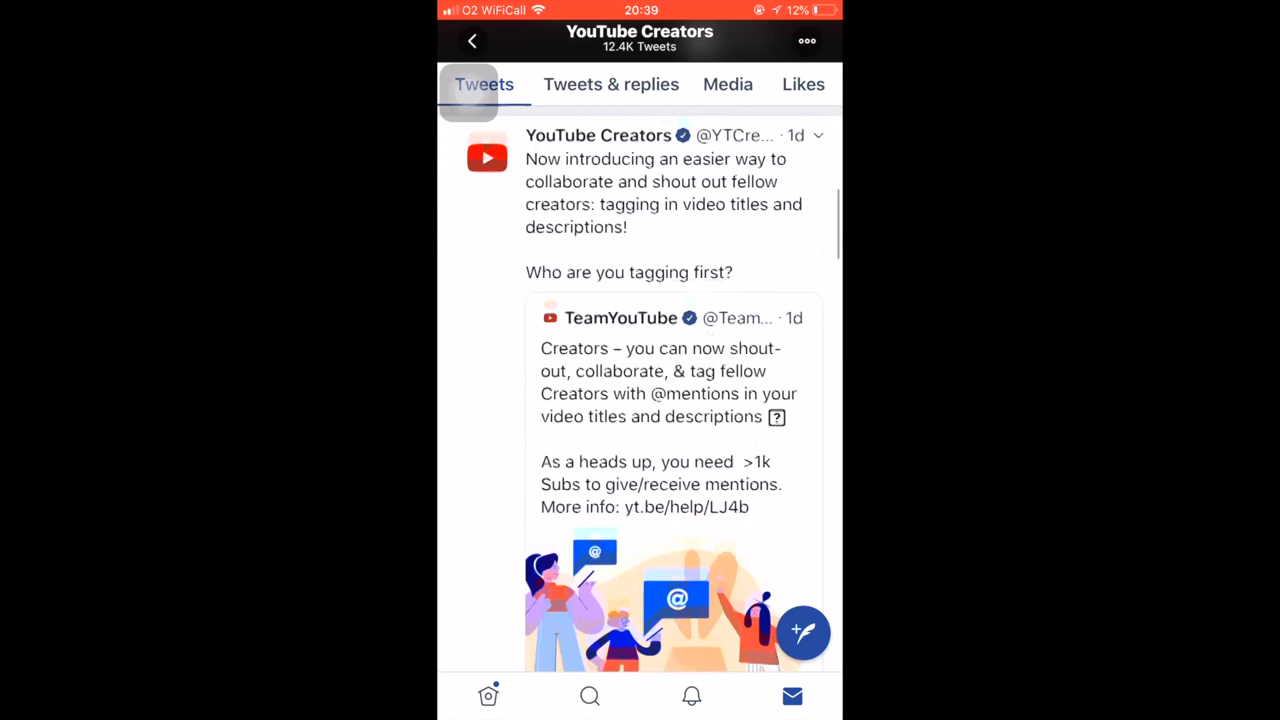 O2 WiFiCall 20:39 12%
YouTube Creators
12.4K Tweets
Tweets Tweets & replies Media Likes
YouTube Creators @YTCre... · 1d
Now introducing an easier way to
collaborate and shout out fellow
creators: tagging in video titles and
descriptions!
Who are you tagging first?
TeamYouTube @Team... · 1d
Creators – you can now shout-
out, collaborate, & tag fellow
Creators with @mentions in your
video titles and descriptions ?
As a heads up, you need >1k
Subs to give/receive mentions.
More info: yt.be/help/LJ4b
@
@